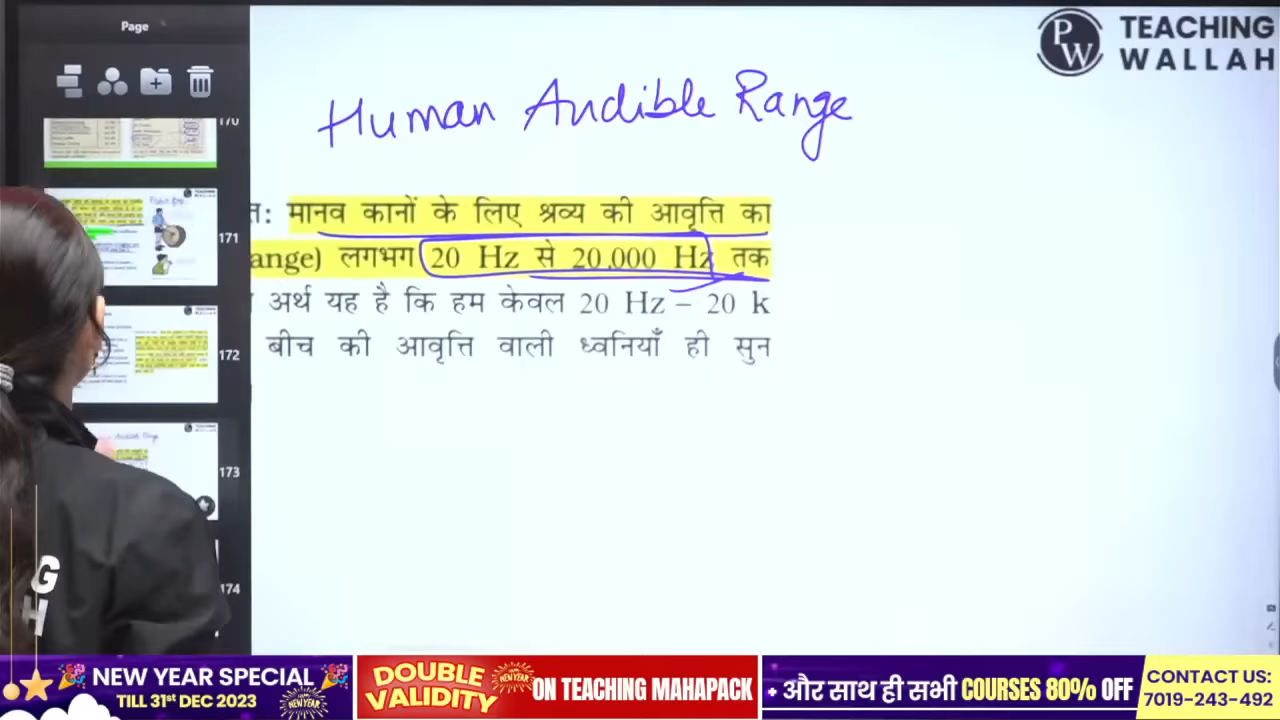 Page
TEACHING
WALLAH
Human Audible Range
170
त: मानव कानों के लिए श्रव्य की आवृत्ति का
171
ange) लगभग 20 Hz से 20,000 Hz तक
अर्थ यह है कि हम केवल 20 Hz – 20 k
बीच की आवृत्ति वाली ध्वनियाँ ही सुन
172
173
174
G
H
NEW YEAR SPECIAL
TILL 31st DEC 2023
DOUBLE
VALIDITY
ON TEACHING MAHAPACK
+ और साथ ही सभी COURSES 80% OFF
CONTACT US:
7019-243-492